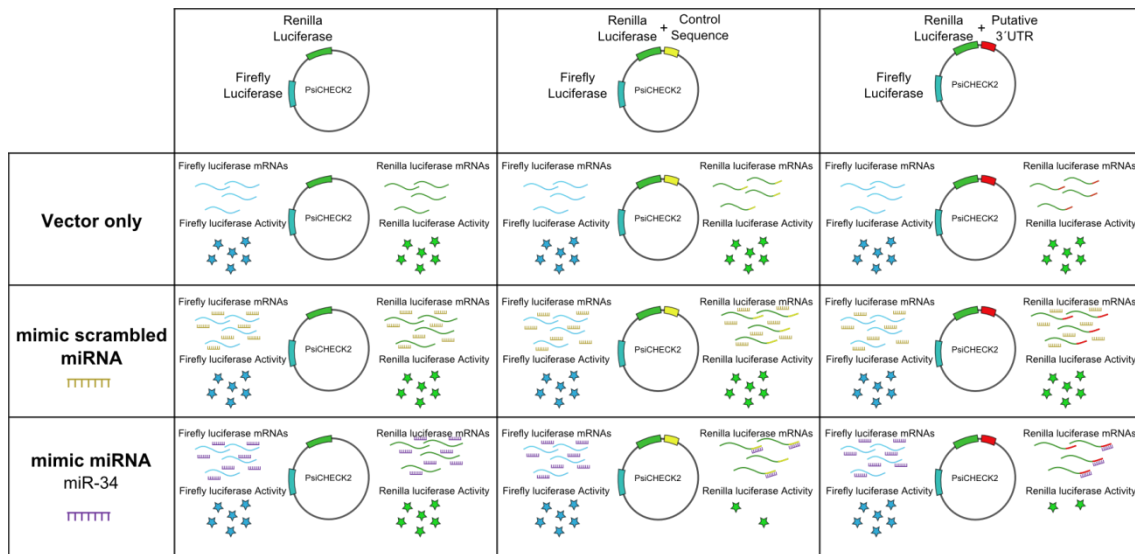 Renilla
Luciferase
Firefly
Luciferase
PsiCHECK2
Renilla + Control
Luciferase Sequence
Firefly
Luciferase
PsiCHECK2
Renilla + Putative
Luciferase 3´UTR
Firefly
Luciferase
PsiCHECK2
Vector only
Firefly luciferase mRNAs
Renilla luciferase mRNAs
PsiCHECK2
Firefly luciferase Activity
Renilla luciferase Activity
Firefly luciferase mRNAs
Renilla luciferase mRNAs
PsiCHECK2
Firefly luciferase Activity
Renilla luciferase Activity
Firefly luciferase mRNAs
Renilla luciferase mRNAs
PsiCHECK2
Firefly luciferase Activity
Renilla luciferase Activity
mimic scrambled
miRNA
Firefly luciferase mRNAs
Renilla luciferase mRNAs
PsiCHECK2
Firefly luciferase Activity
Renilla luciferase Activity
Firefly luciferase mRNAs
Renilla luciferase mRNAs
PsiCHECK2
Firefly luciferase Activity
Renilla luciferase Activity
Firefly luciferase mRNAs
Renilla luciferase mRNAs
PsiCHECK2
Firefly luciferase Activity
Renilla luciferase Activity
mimic miRNA
miR-34
Firefly luciferase mRNAs
Renilla luciferase mRNAs
PsiCHECK2
Firefly luciferase Activity
Renilla luciferase Activity
Firefly luciferase mRNAs
Renilla luciferase mRNAs
PsiCHECK2
Firefly luciferase Activity
Renilla luciferase Activity
Firefly luciferase mRNAs
Renilla luciferase mRNAs
PsiCHECK2
Firefly luciferase Activity
Renilla luciferase Activity